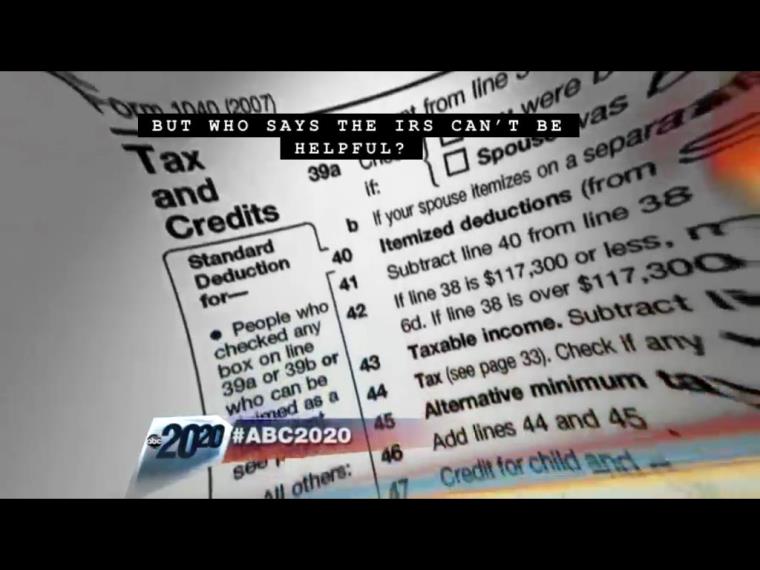 Form 1040 (2007)
BUT WHO SAYS THE IRS CAN'T BE
HELPFUL?
Tax
and
Credits
Standard
Deduction
for—
• People who
checked any
box on line
39a or 39b or
who can be
as a
see
All others:
from line
were
39a
if:
Spouse was
b If your spouse itemizes on a separa
40 Itemized deductions (from
41 Subtract line 40 from line 38
42 If line 38 is $117,300 or less,
6d. If line 38 is over $117,300
43 Taxable income. Subtract
44 Tax (see page 33). Check if any
45 Alternative minimum
46 Add lines 44 and 45
47 Credit for child and
abc 2020 #ABC2020